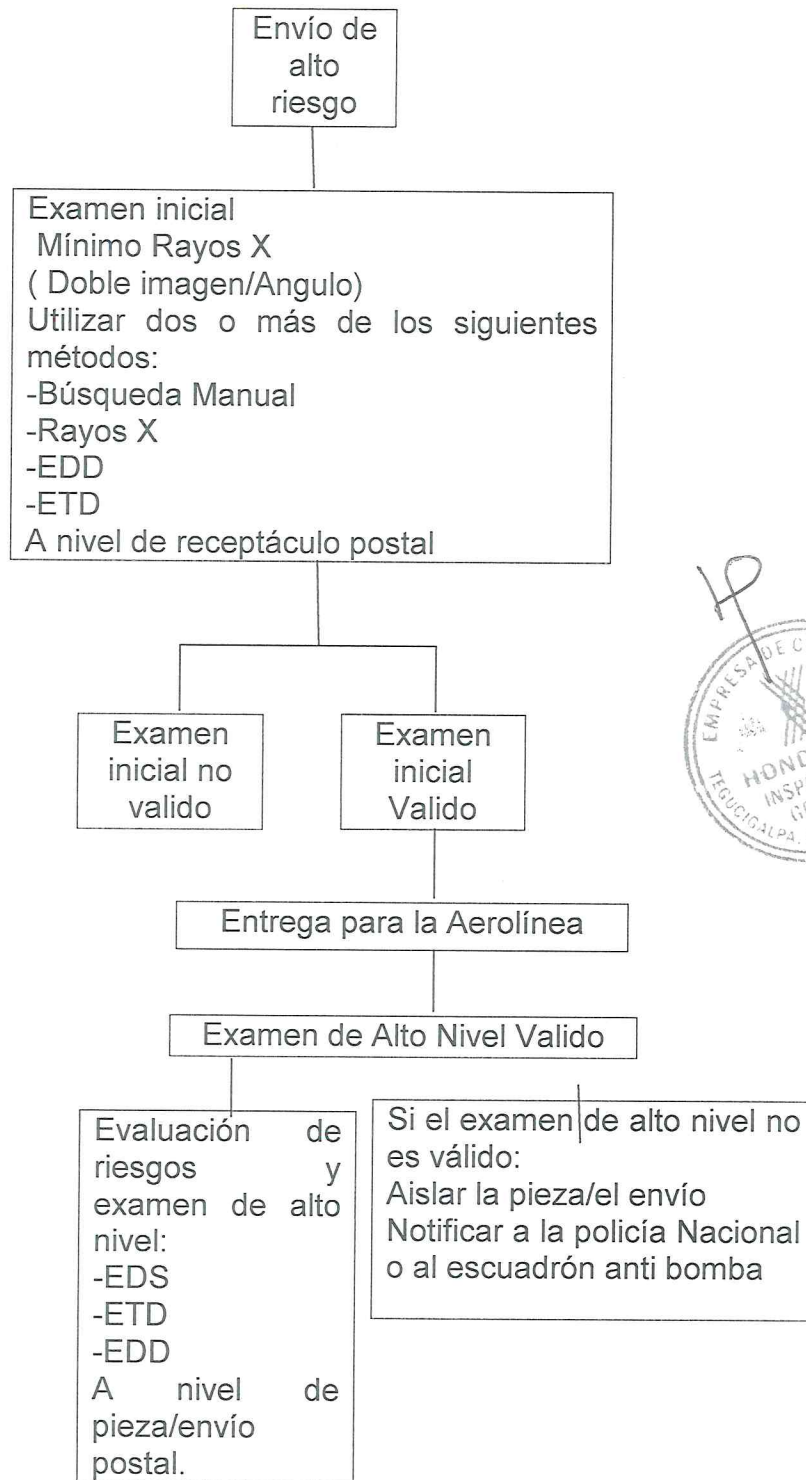 Envío de
alto
riesgo
Examen inicial
Mínimo Rayos X
( Doble imagen/Angulo)
Utilizar dos o más de los siguientes
métodos:
-Búsqueda Manual
-Rayos X
-EDD
-ETD
A nivel de receptáculo postal
EMPRESA DE
HOND
TEGUCIGALPA.
Examen
inicial no
valido
Examen
inicial
Valido
Entrega para la Aerolínea
Examen de Alto Nivel Valido
Evaluación de
riesgos y
examen de alto
nivel:
-EDS
-ETD
-EDD
A nivel de
pieza/envío
postal.
Si el examen de alto nivel no
es válido:
Aislar la pieza/el envío
Notificar a la policía Nacional
o al escuadrón anti bomba